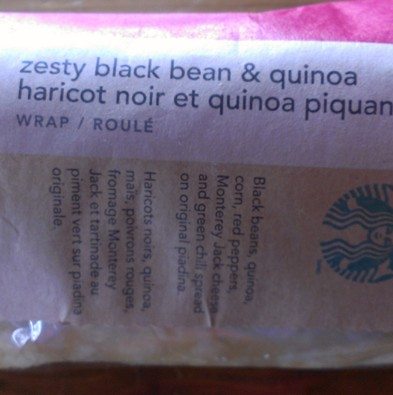 zesty black bean & quinoa
haricot noir et quinoa piquan
WRAP / ROULÉ
Black beans, quinoa,
corn, red peppers,
Monterey Jack cheese
and green chili spread
on original piadina.
Haricots noirs, quinoa,
maïs, poivrons rouges,
fromage Monterey
Jack et tartinade au
piment vert sur piadina
originale.